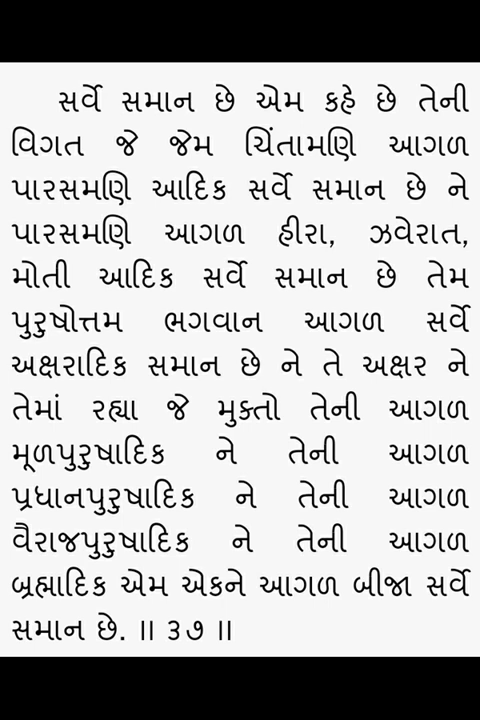 સર્વે સમાન છે એમ કહે છે તેની
વિગત જે જેમ ચિંતામણિ આગળ
પારસમણિ આદિક સર્વે સમાન છે ને
પારસમણિ આગળ હીરા, ઝવેરાત,
મોતી આદિક સર્વે સમાન છે તેમ
પુરુષોત્તમ ભગવાન આગળ સર્વે
અક્ષરાદિક સમાન છે ને તે અક્ષર ને
તેમાં રહ્યા જે મુક્તો તેની આગળ
મૂળપુરુષાદિક ને તેની આગળ
પ્રધાનપુરુષાદિક ને તેની આગળ
વૈરાજપુરુષાદિક ને તેની આગળ
બ્રહ્માદિક એમ એકને આગળ બીજા સર્વે
સમાન છે. ॥ ૩૭ ॥